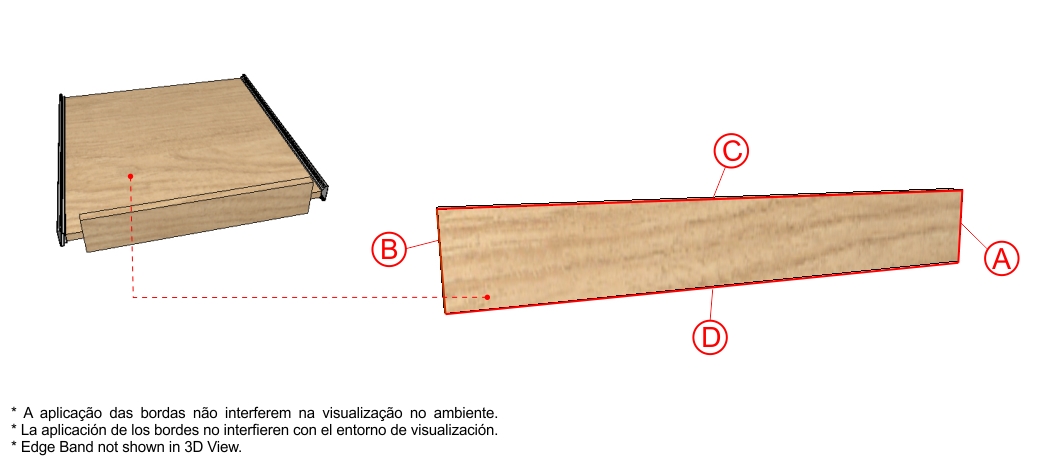 C
B
A
D
* A aplicação das bordas não interferem na visualização no ambiente.
* La aplicación de los bordes no interfieren con el entorno de visualización.
* Edge Band not shown in 3D View.